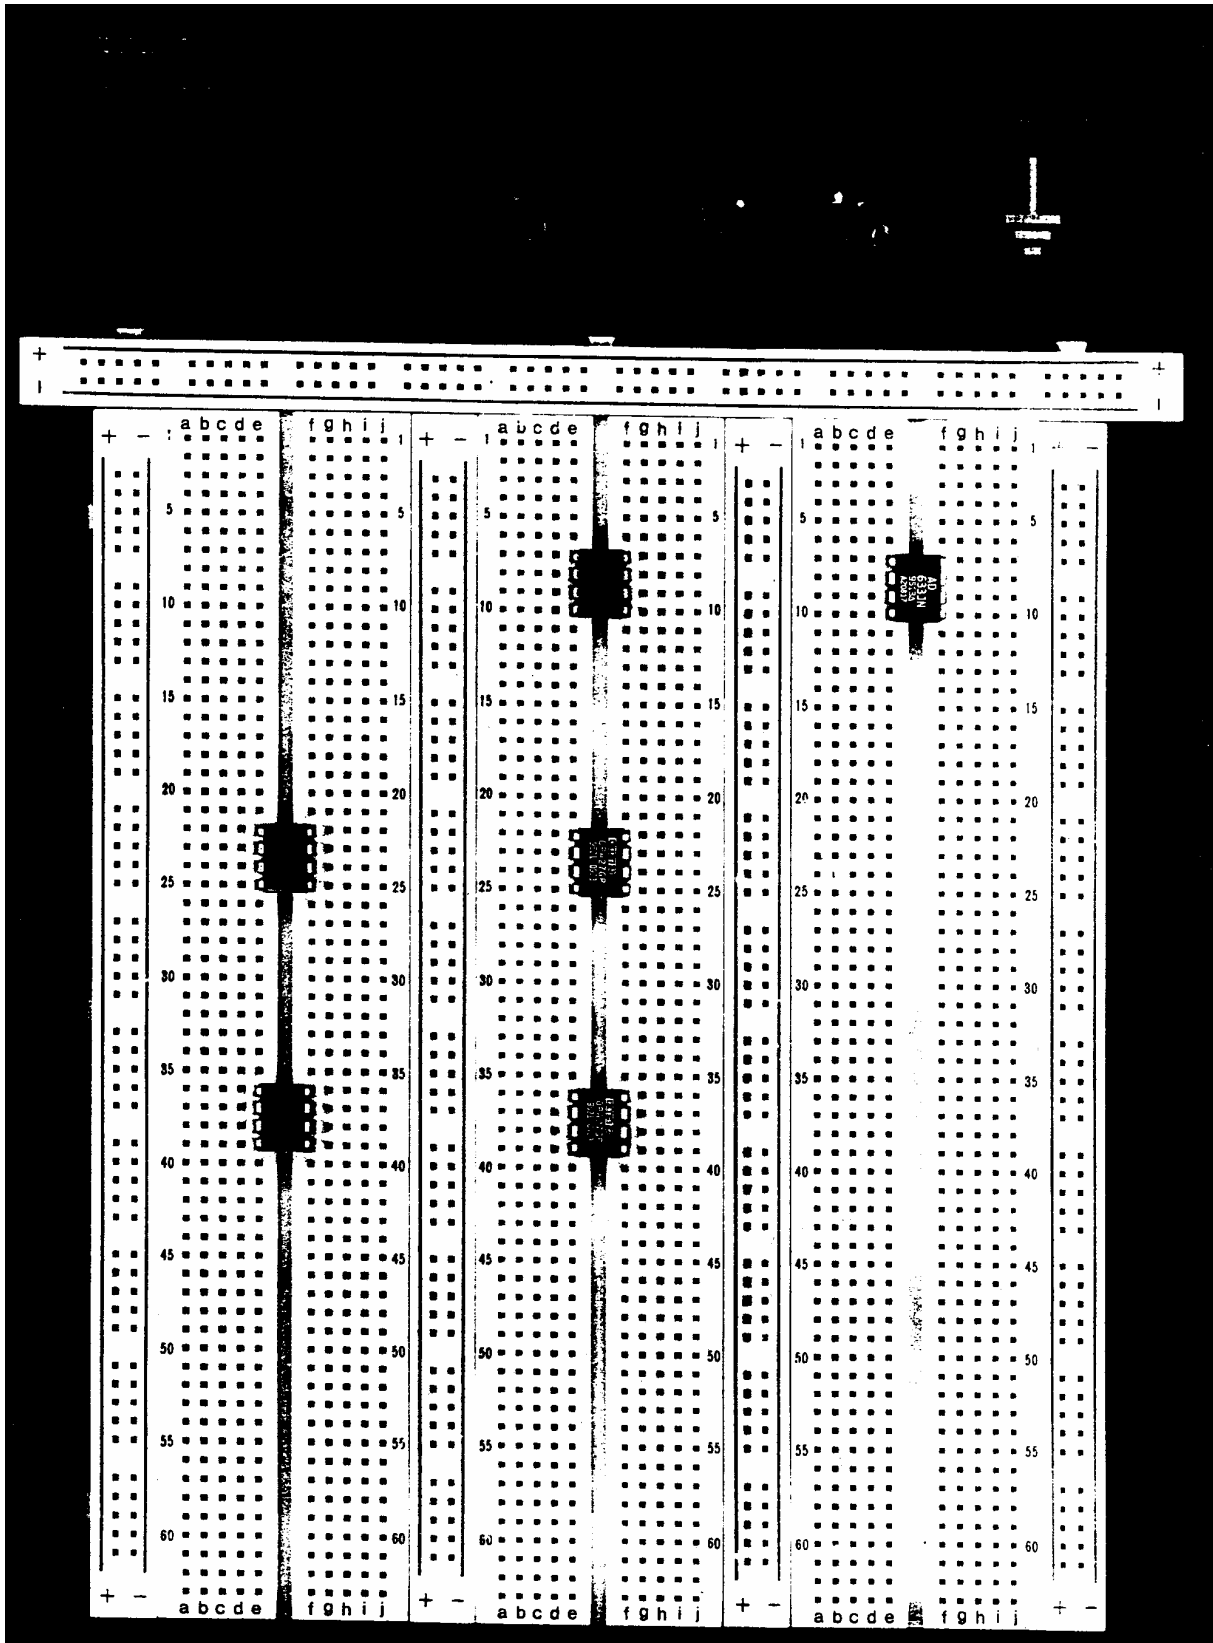 + +
− −
a b c d e f g h i j a b c d e f g h i j a b c d e f g h i j
+ − 1 1 + − 1 1 + − 1 1 + −
5 5 5 5 5 5
10 10 10 10 10 10
AD
633JN
15 15 15 15 15 15
20 20 20 20 20 20
25 25 25 25 25 25
30 30 30 30 30 30
35 35 35 35 35 35
40 40 40 40 40 40
45 45 45 45 45 45
50 50 50 50 50 50
55 55 55 55 55 55
60 60 60 60 60 60
+ − + − + − + −
a b c d e f g h i j a b c d e f g h i j a b c d e f g h i j